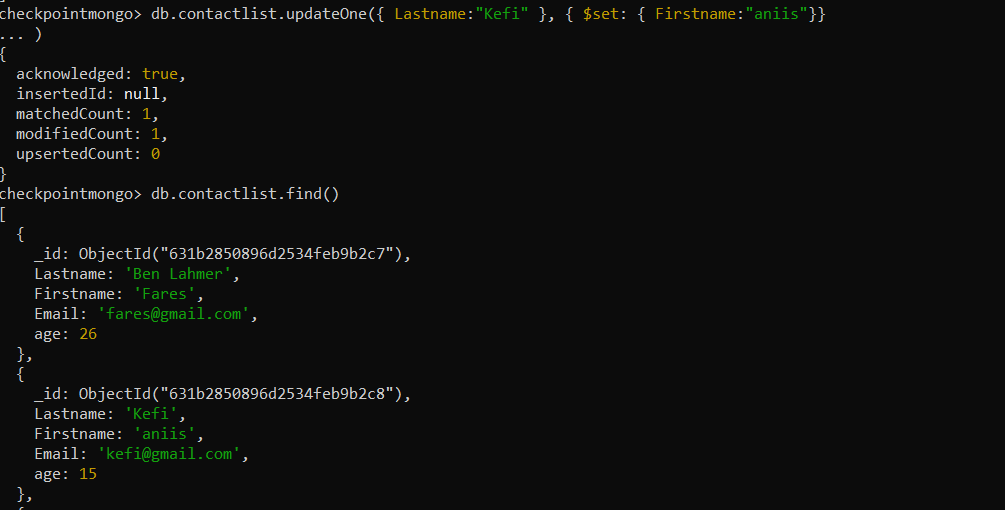 checkpointmongo> db.contactlist.updateOne({ Lastname:"Kefi" }, { $set: { Firstname:"aniis"}}
... )
{
  acknowledged: true,
  insertedId: null,
  matchedCount: 1,
  modifiedCount: 1,
  upsertedCount: 0
}
checkpointmongo> db.contactlist.find()
[
  {
    _id: ObjectId("631b2850896d2534feb9b2c7"),
    Lastname: 'Ben Lahmer',
    Firstname: 'Fares',
    Email: 'fares@gmail.com',
    age: 26
  },
  {
    _id: ObjectId("631b2850896d2534feb9b2c8"),
    Lastname: 'Kefi',
    Firstname: 'aniis',
    Email: 'kefi@gmail.com',
    age: 15
  },